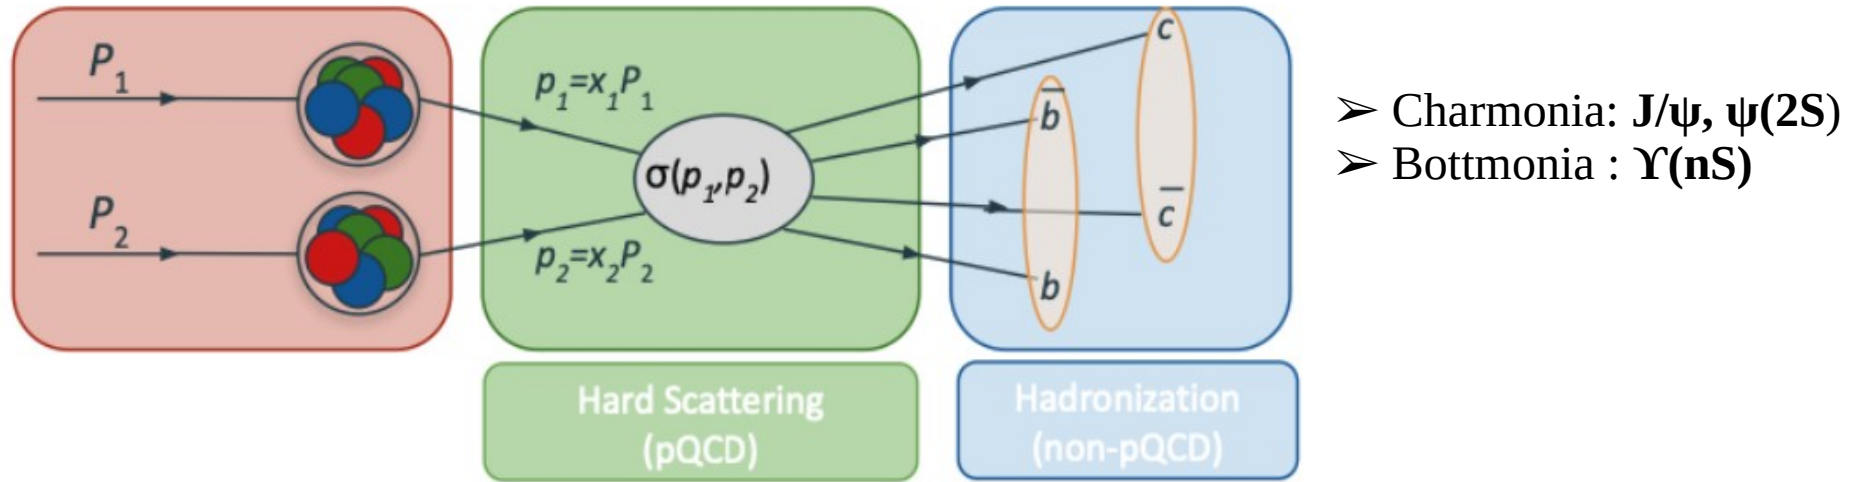 P₁
P₂
p₁=x₁P₁
σ(p₁,p₂)
p₂=x₂P₂
c
b̅
c̅
b
Hard Scattering
(pQCD)
Hadronization
(non-pQCD)
➢ Charmonia: J/ψ, ψ(2S)
➢ Bottmonia : ϒ(nS)